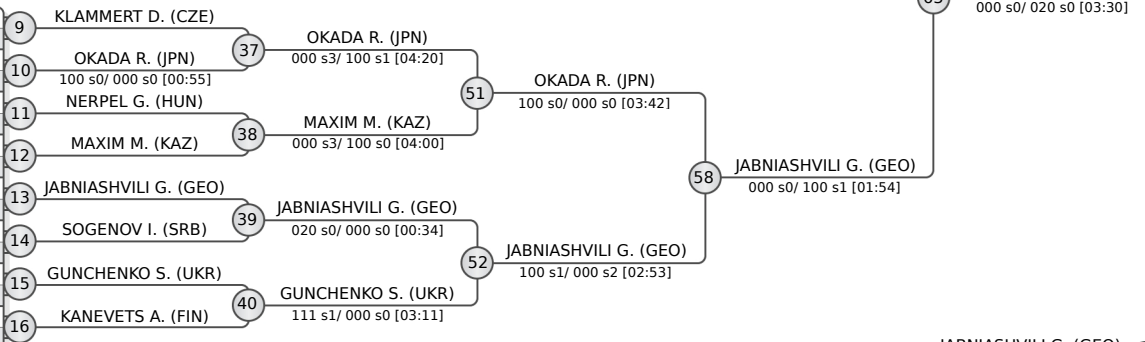 000 s0/ 020 s0 [03:30]
9
KLAMMERT D. (CZE)
37
OKADA R. (JPN)
000 s3/ 100 s1 [04:20]
10
OKADA R. (JPN)
100 s0/ 000 s0 [00:55]
51
OKADA R. (JPN)
100 s0/ 000 s0 [03:42]
11
NERPEL G. (HUN)
38
MAXIM M. (KAZ)
000 s3/ 100 s0 [04:00]
12
MAXIM M. (KAZ)
58
JABNIASHVILI G. (GEO)
000 s0/ 100 s1 [01:54]
13
JABNIASHVILI G. (GEO)
39
JABNIASHVILI G. (GEO)
020 s0/ 000 s0 [00:34]
14
SOGENOV I. (SRB)
52
JABNIASHVILI G. (GEO)
100 s1/ 000 s2 [02:53]
15
GUNCHENKO S. (UKR)
40
GUNCHENKO S. (UKR)
111 s1/ 000 s0 [03:11]
16
KANEVETS A. (FIN)